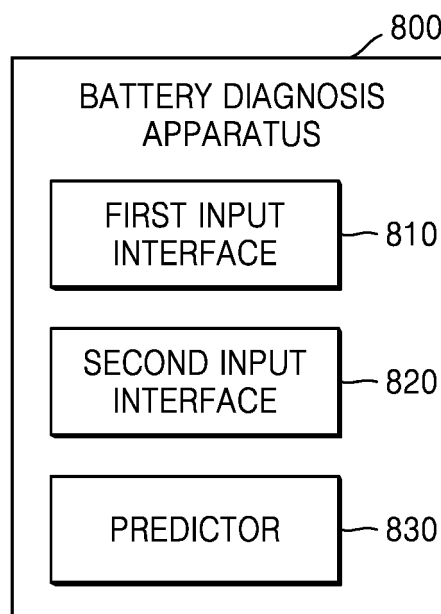 800
BATTERY DIAGNOSIS
APPARATUS
FIRST INPUT
INTERFACE
810
SECOND INPUT
INTERFACE
820
PREDICTOR
830